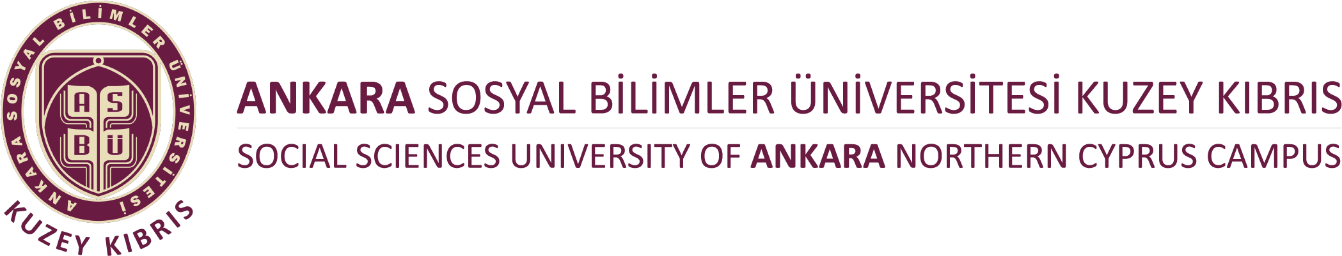 ANKARA SOSYAL BİLİMLER ÜNİVERSİTESİ
AS
BÜ
KUZEY KIBRIS
ANKARA SOSYAL BİLİMLER ÜNİVERSİTESİ KUZEY KIBRIS
SOCIAL SCIENCES UNIVERSITY OF ANKARA NORTHERN CYPRUS CAMPUS